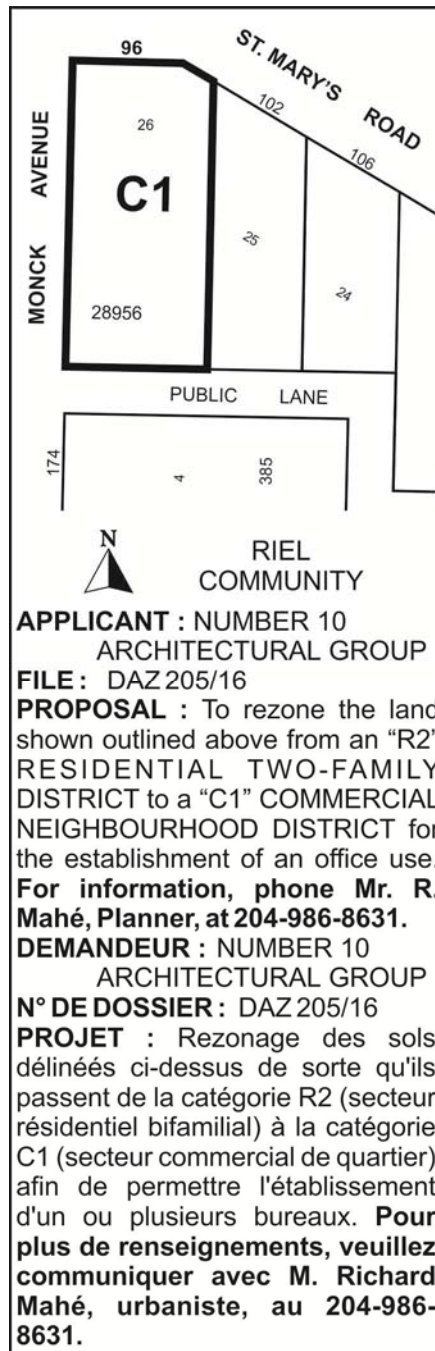 96
ST. MARY'S ROAD
102
26
106
MONCK AVENUE
C1
25
24
28956
PUBLIC LANE
174
4
385
N
RIEL
COMMUNITY
APPLICANT : NUMBER 10
ARCHITECTURAL GROUP
FILE : DAZ 205/16
PROPOSAL : To rezone the land
shown outlined above from an “R2”
RESIDENTIAL TWO-FAMILY
DISTRICT to a “C1” COMMERCIAL
NEIGHBOURHOOD DISTRICT for
the establishment of an office use.
For information, phone Mr. R.
Mahé, Planner, at 204-986-8631.
DEMANDEUR : NUMBER 10
ARCHITECTURAL GROUP
N° DE DOSSIER : DAZ 205/16
PROJET : Rezonage des sols
délinéés ci-dessus de sorte qu'ils
passent de la catégorie R2 (secteur
résidentiel bifamilial) à la catégorie
C1 (secteur commercial de quartier)
afin de permettre l'établissement
d'un ou plusieurs bureaux. Pour
plus de renseignements, veuillez
communiquer avec M. Richard
Mahé, urbaniste, au 204-986-
8631.